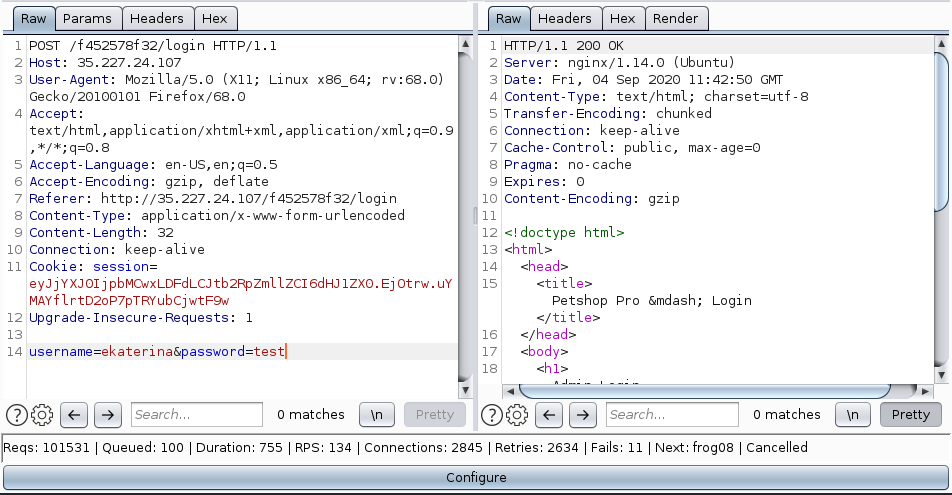 Raw Params Headers Hex
1 POST /f452578f32/login HTTP/1.1
2 Host: 35.227.24.107
3 User-Agent: Mozilla/5.0 (X11; Linux x86_64; rv:68.0)
Gecko/20100101 Firefox/68.0
4 Accept:
text/html,application/xhtml+xml,application/xml;q=0.9
,*/*;q=0.8
5 Accept-Language: en-US,en;q=0.5
6 Accept-Encoding: gzip, deflate
7 Referer: http://35.227.24.107/f452578f32/login
8 Content-Type: application/x-www-form-urlencoded
9 Content-Length: 32
10 Connection: keep-alive
11 Cookie: session=
eyJjYXJ0IjpbMCwxLDFdLCJtb2RpZmllZCI6dHJ1ZX0.EjOtrw.uY
MAYflrtD2oP7pTRYubCjwtF9w
12 Upgrade-Insecure-Requests: 1
13
14 username=ekaterina&password=test
? Search... 0 matches \n Pretty
Raw Headers Hex Render
1 HTTP/1.1 200 OK
2 Server: nginx/1.14.0 (Ubuntu)
3 Date: Fri, 04 Sep 2020 11:42:50 GMT
4 Content-Type: text/html; charset=utf-8
5 Transfer-Encoding: chunked
6 Connection: keep-alive
7 Cache-Control: public, max-age=0
8 Pragma: no-cache
9 Expires: 0
10 Content-Encoding: gzip
11
12 <!doctype html>
13 <html>
14 <head>
15 <title>
Petshop Pro &mdash; Login
</title>
16 </head>
17 <body>
18 <h1>
Admin Login
? Search... 0 matches \n Pretty
Reqs: 101531 | Queued: 100 | Duration: 755 | RPS: 134 | Connections: 2845 | Retries: 2634 | Fails: 11 | Next: frog08 | Cancelled
Configure